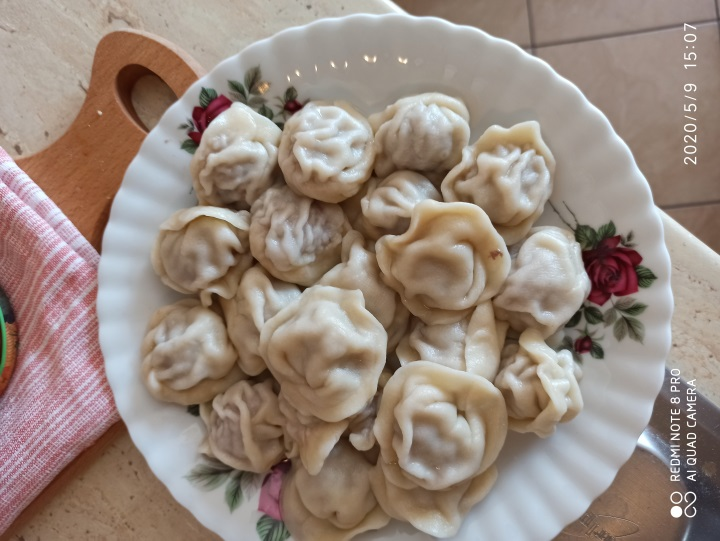 2020/5/9 15:07
REDMI NOTE 8 PRO
AI QUAD CAMERA